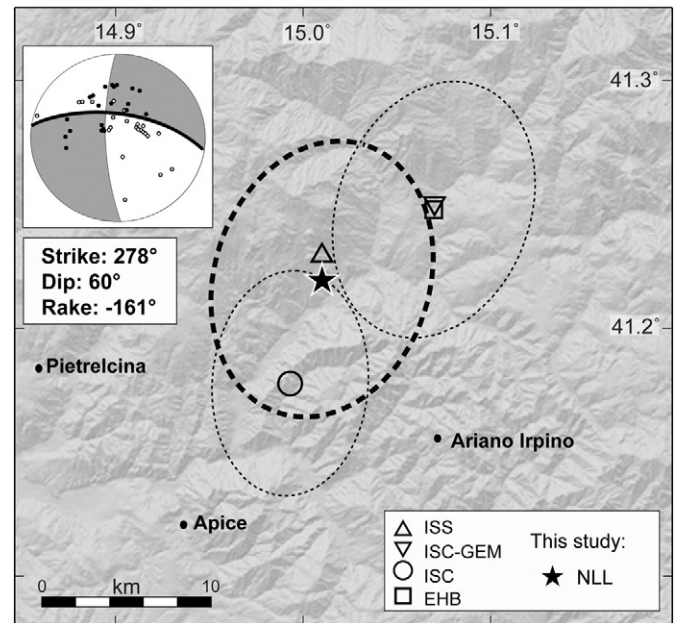 14.9°
15.0°
15.1°
41.3°
Strike: 278°
Dip: 60°
Rake: -161°
41.2°
Pietrelcina
Ariano Irpino
Apice
ISS
ISC-GEM
ISC
EHB
This study:
NLL
0 km 10